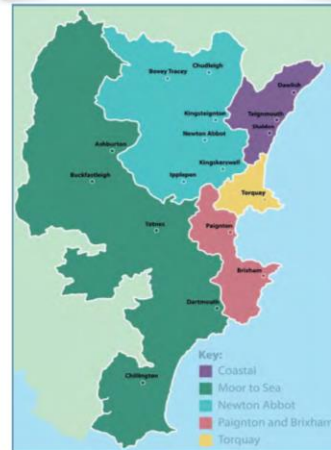 Chudleigh
Bovey Tracey
Dawlish
Kingsteignton
Teignmouth
Shaldon
Newton Abbot
Ashburton
Kingskerswell
Buckfastleigh
Ipplepen
Torquay
Totnes
Paignton
Brixham
Dartmouth
Chillington
Key:
Coastal
Moor to Sea
Newton Abbot
Paignton and Brixham
Torquay